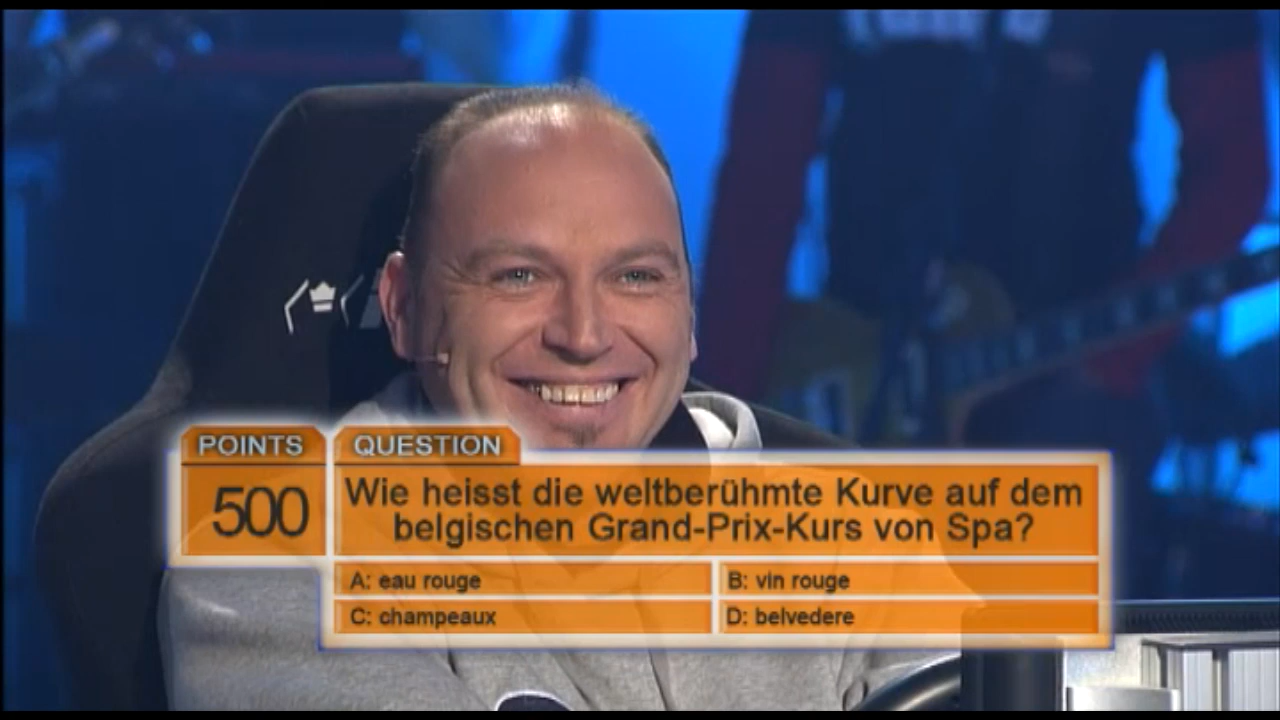 POINTS
QUESTION
500
Wie heisst die weltberühmte Kurve auf dem
belgischen Grand-Prix-Kurs von Spa?
A: eau rouge
B: vin rouge
C: champeaux
D: belvedere